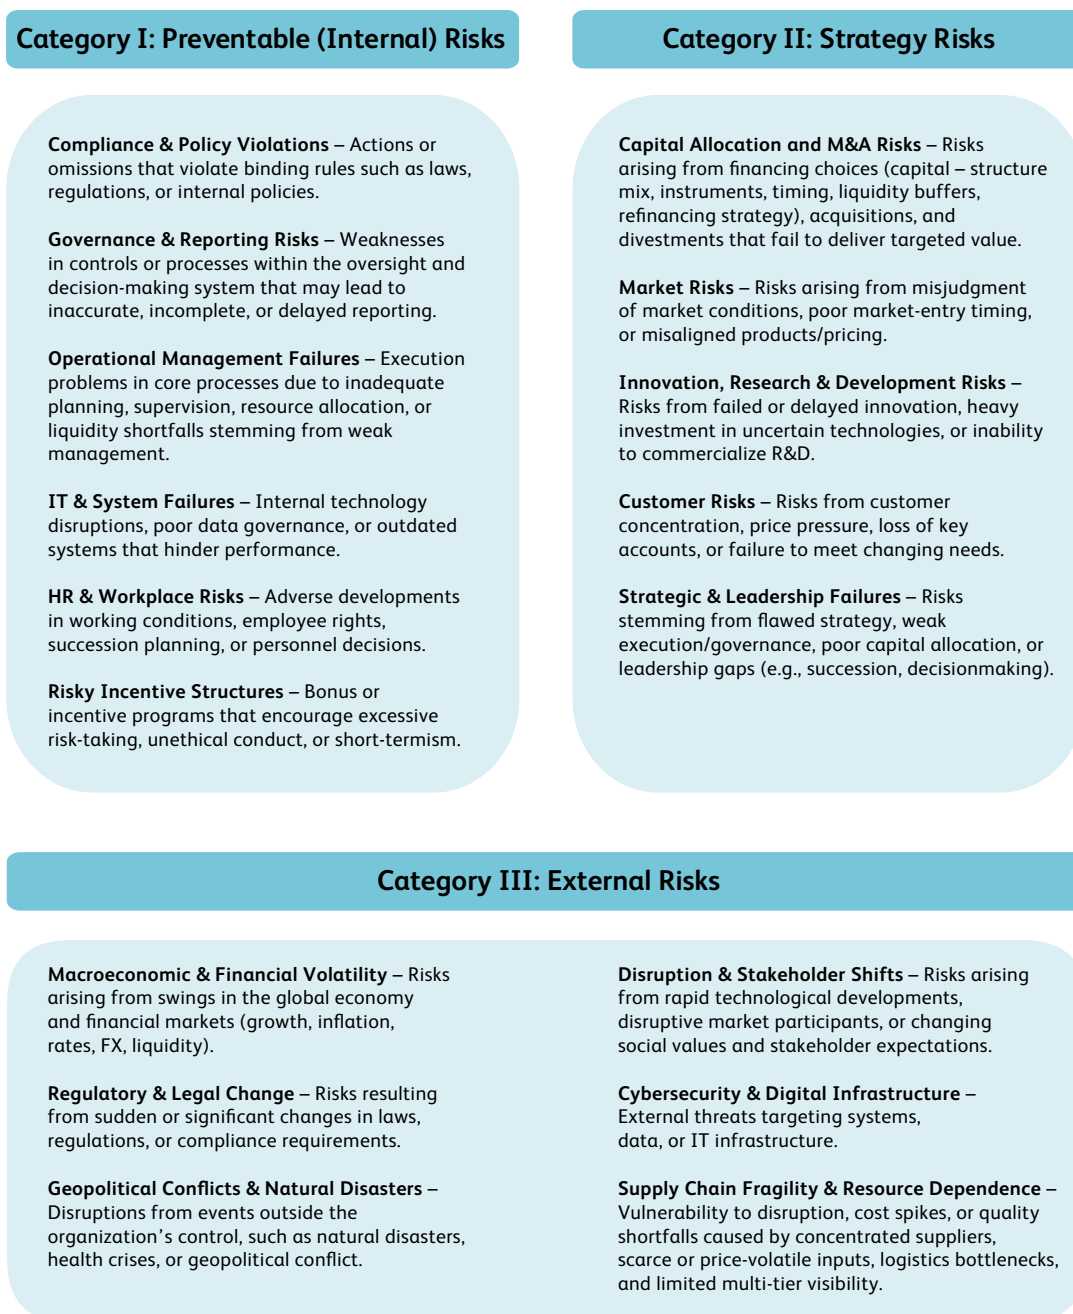 Category I: Preventable (Internal) Risks
Compliance & Policy Violations – Actions or
omissions that violate binding rules such as laws,
regulations, or internal policies.
Governance & Reporting Risks – Weaknesses
in controls or processes within the oversight and
decision-making system that may lead to
inaccurate, incomplete, or delayed reporting.
Operational Management Failures – Execution
problems in core processes due to inadequate
planning, supervision, resource allocation, or
liquidity shortfalls stemming from weak
management.
IT & System Failures – Internal technology
disruptions, poor data governance, or outdated
systems that hinder performance.
HR & Workplace Risks – Adverse developments
in working conditions, employee rights,
succession planning, or personnel decisions.
Risky Incentive Structures – Bonus or
incentive programs that encourage excessive
risk-taking, unethical conduct, or short-termism.
Category II: Strategy Risks
Capital Allocation and M&A Risks – Risks
arising from financing choices (capital – structure
mix, instruments, timing, liquidity buffers,
refinancing strategy), acquisitions, and
divestments that fail to deliver targeted value.
Market Risks – Risks arising from misjudgment
of market conditions, poor market-entry timing,
or misaligned products/pricing.
Innovation, Research & Development Risks –
Risks from failed or delayed innovation, heavy
investment in uncertain technologies, or inability
to commercialize R&D.
Customer Risks – Risks from customer
concentration, price pressure, loss of key
accounts, or failure to meet changing needs.
Strategic & Leadership Failures – Risks
stemming from flawed strategy, weak
execution/governance, poor capital allocation, or
leadership gaps (e.g., succession, decisionmaking).
Category III: External Risks
Macroeconomic & Financial Volatility – Risks
arising from swings in the global economy
and financial markets (growth, inflation,
rates, FX, liquidity).
Regulatory & Legal Change – Risks resulting
from sudden or significant changes in laws,
regulations, or compliance requirements.
Geopolitical Conflicts & Natural Disasters –
Disruptions from events outside the
organization's control, such as natural disasters,
health crises, or geopolitical conflict.
Disruption & Stakeholder Shifts – Risks arising
from rapid technological developments,
disruptive market participants, or changing
social values and stakeholder expectations.
Cybersecurity & Digital Infrastructure –
External threats targeting systems,
data, or IT infrastructure.
Supply Chain Fragility & Resource Dependence –
Vulnerability to disruption, cost spikes, or quality
shortfalls caused by concentrated suppliers,
scarce or price-volatile inputs, logistics bottlenecks,
and limited multi-tier visibility.